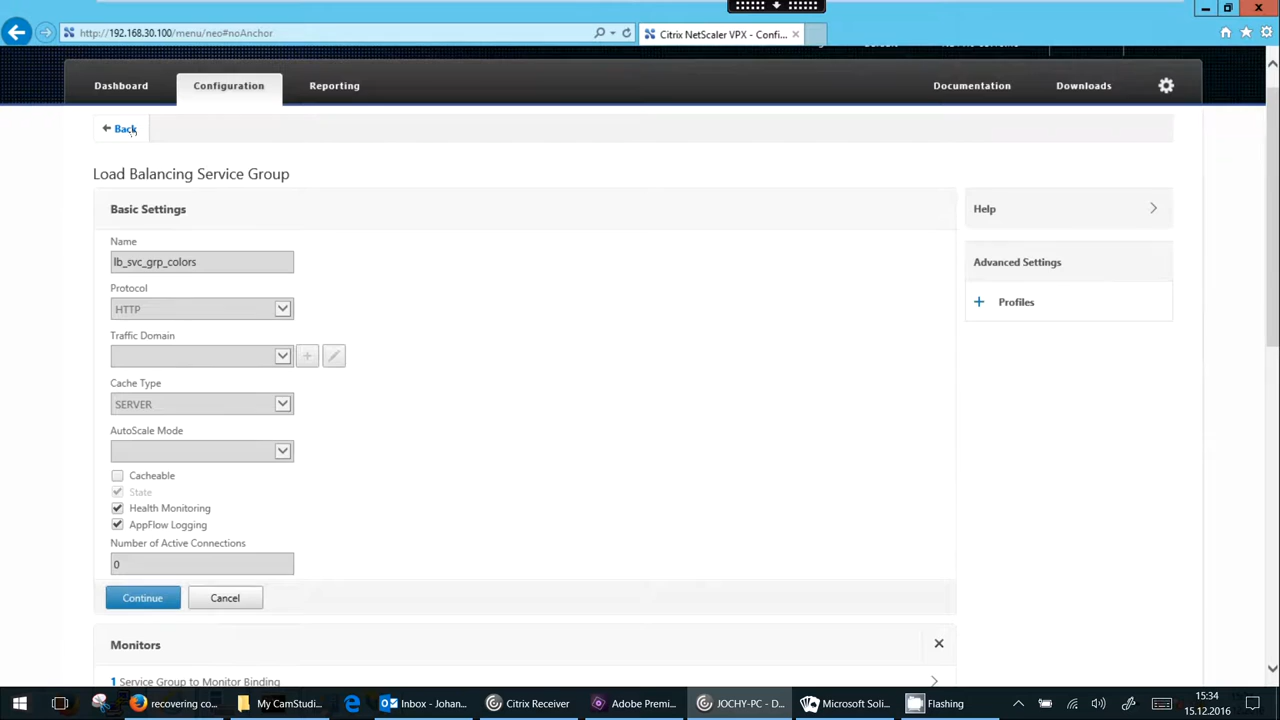 http://192.168.30.100/menu/neo#noAnchor
Citrix NetScaler VPX - Confi...
Dashboard
Configuration
Reporting
Documentation
Downloads
Back
Load Balancing Service Group
Basic Settings
Name
lb_svc_grp_colors
Protocol
HTTP
Traffic Domain
Cache Type
SERVER
AutoScale Mode
Cacheable
State
Health Monitoring
AppFlow Logging
Number of Active Connections
0
Continue
Cancel
Monitors
1 Service Group to Monitor Binding
Help
Advanced Settings
Profiles
recovering co...
My CamStudi...
Inbox - Johan...
Citrix Receiver
Adobe Premi...
JOCHY-PC - D...
Microsoft Soli...
Flashing
15:34
15.12.2016